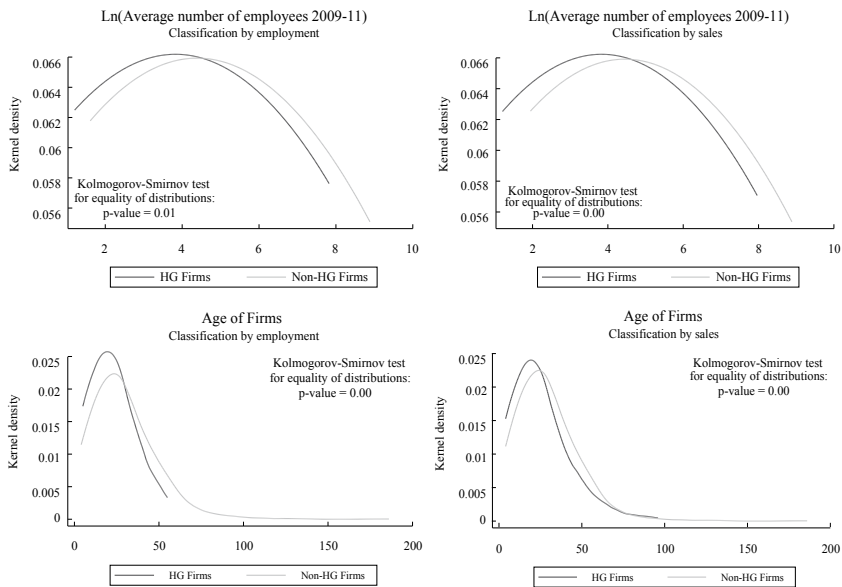 Ln(Average number of employees 2009-11)
Classification by employment
Kernel density
0.066
0.064
0.062
0.06
0.058
0.056
Kolmogorov-Smirnov test
for equality of distributions:
p-value = 0.01
2 4 6 8 10
HG Firms Non-HG Firms
Ln(Average number of employees 2009-11)
Classification by sales
Kernel density
0.066
0.064
0.062
0.06
0.058
0.056
Kolmogorov-Smirnov test
for equality of distributions:
p-value = 0.00
2 4 6 8 10
HG Firms Non-HG Firms
Age of Firms
Classification by employment
Kernel density
0.025
0.02
0.015
0.01
0.005
0
Kolmogorov-Smirnov test
for equality of distributions:
p-value = 0.00
0 50 100 150 200
HG Firms Non-HG Firms
Age of Firms
Classification by sales
Kernel density
0.025
0.02
0.015
0.01
0.005
0
Kolmogorov-Smirnov test
for equality of distributions:
p-value = 0.00
0 50 100 150 200
HG Firms Non-HG Firms